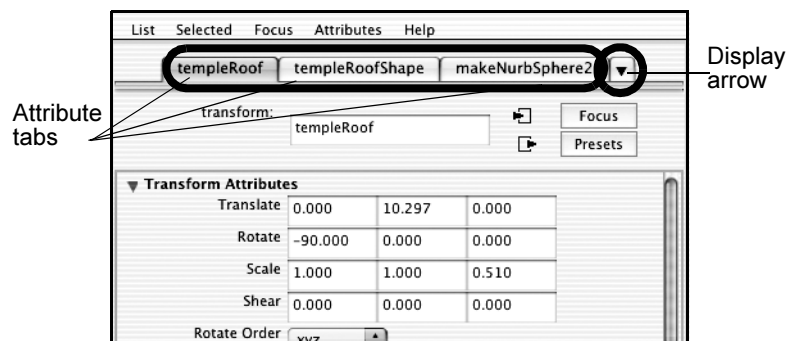 List Selected Focus Attributes Help
templeRoof templeRoofShape makeNurbSphere2
Display
arrow
Attribute
tabs
transform: templeRoof Focus
Presets
Transform Attributes
Translate 0.000 10.297 0.000
Rotate -90.000 0.000 0.000
Scale 1.000 1.000 0.510
Shear 0.000 0.000 0.000
Rotate Order xyz